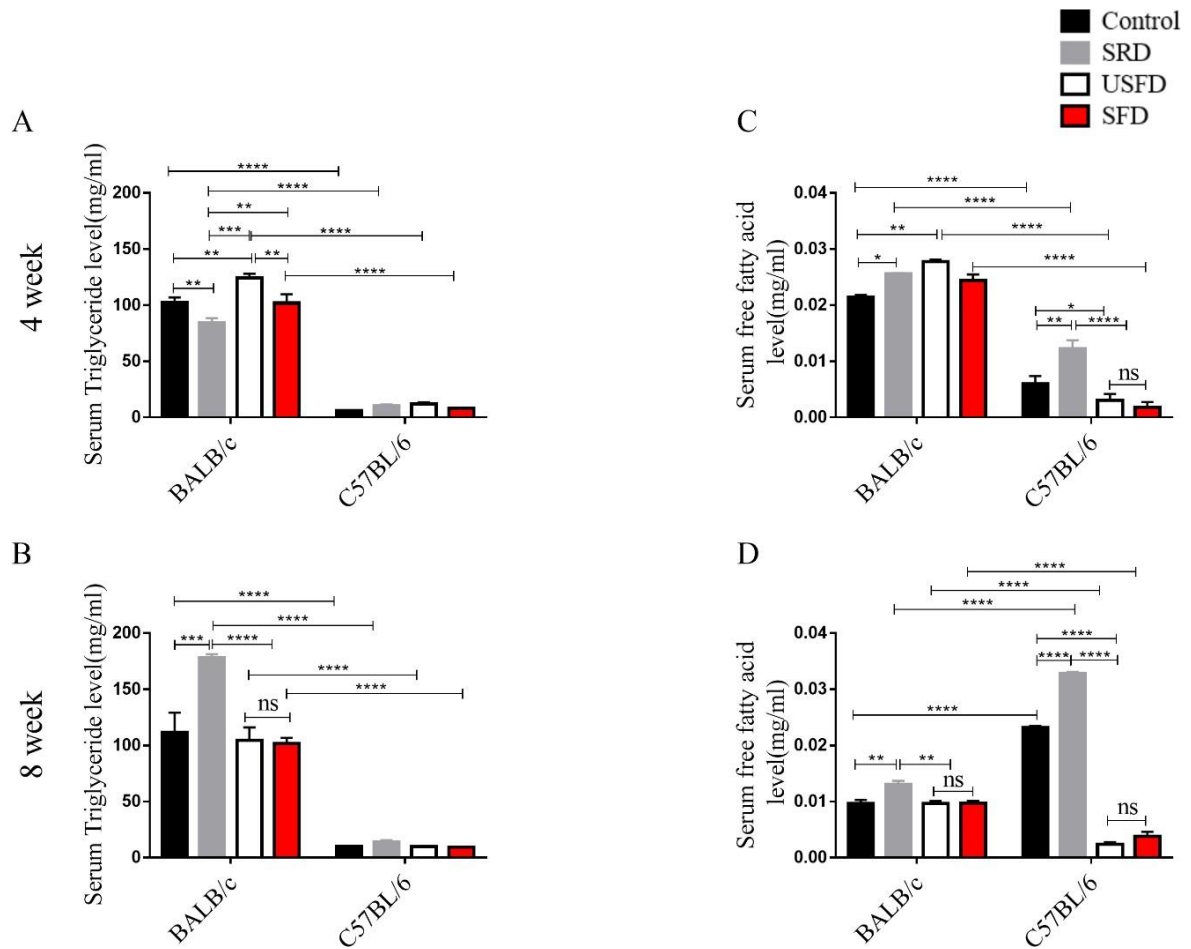 Control
SRD
USFD
SFD
A
4 week
Serum Triglyceride level(mg/ml)
200
150
100
50
0
****
****
**
***
****
**
**
**
****
BALB/c
C57BL/6
C
Serum free fatty acid
level(mg/ml)
0.04
0.03
0.02
0.01
0.00
****
****
**
****
*
****
*
**
****
ns
BALB/c
C57BL/6
B
8 week
Serum Triglyceride level(mg/ml)
200
150
100
50
0
****
****
***
****
****
ns
****
BALB/c
C57BL/6
D
Serum free fatty acid
level(mg/ml)
0.04
0.03
0.02
0.01
0.00
****
****
****
****
****
****
****
**
**
ns
ns
BALB/c
C57BL/6